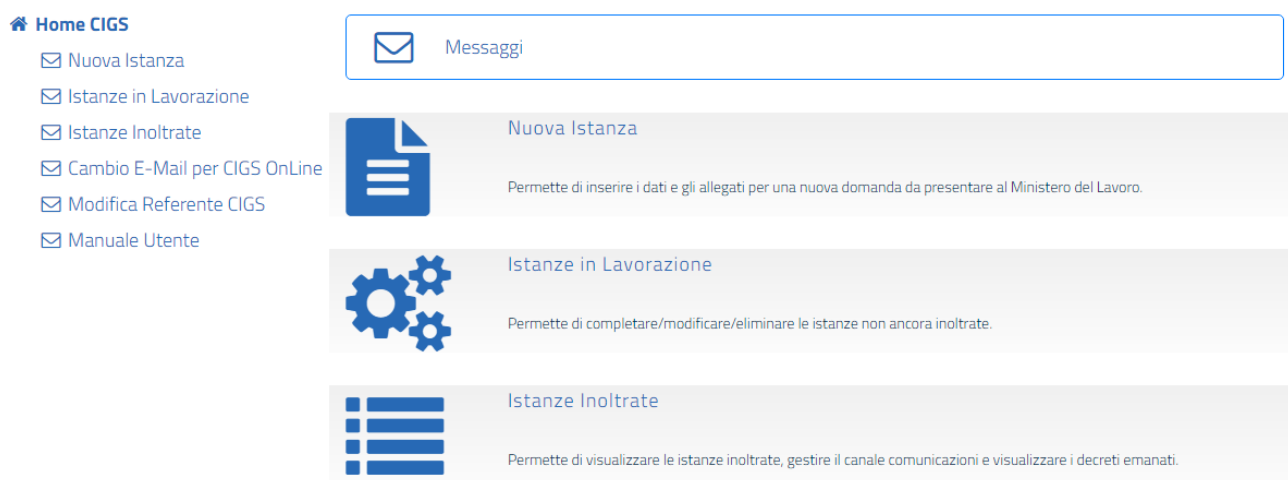 Home CIGS
Nuova Istanza
Istanze in Lavorazione
Istanze Inoltrate
Cambio E-Mail per CIGS OnLine
Modifica Referente CIGS
Manuale Utente
Messaggi
Nuova Istanza
Permette di inserire i dati e gli allegati per una nuova domanda da presentare al Ministero del Lavoro.
Istanze in Lavorazione
Permette di completare/modificare/eliminare le istanze non ancora inoltrate.
Istanze Inoltrate
Permette di visualizzare le istanze inoltrate, gestire il canale comunicazioni e visualizzare i decreti emanati.